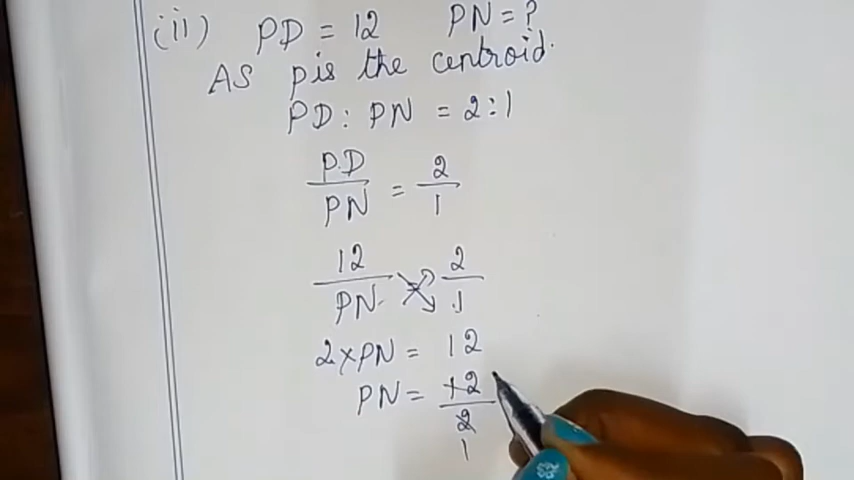 (ii) PD = 12 PN = ?
AS p is the centroid.
PD : PN = 2 : 1
PD/PN = 2/1
12/PN = 2/1
2 × PN = 12
PN = 12/2
1